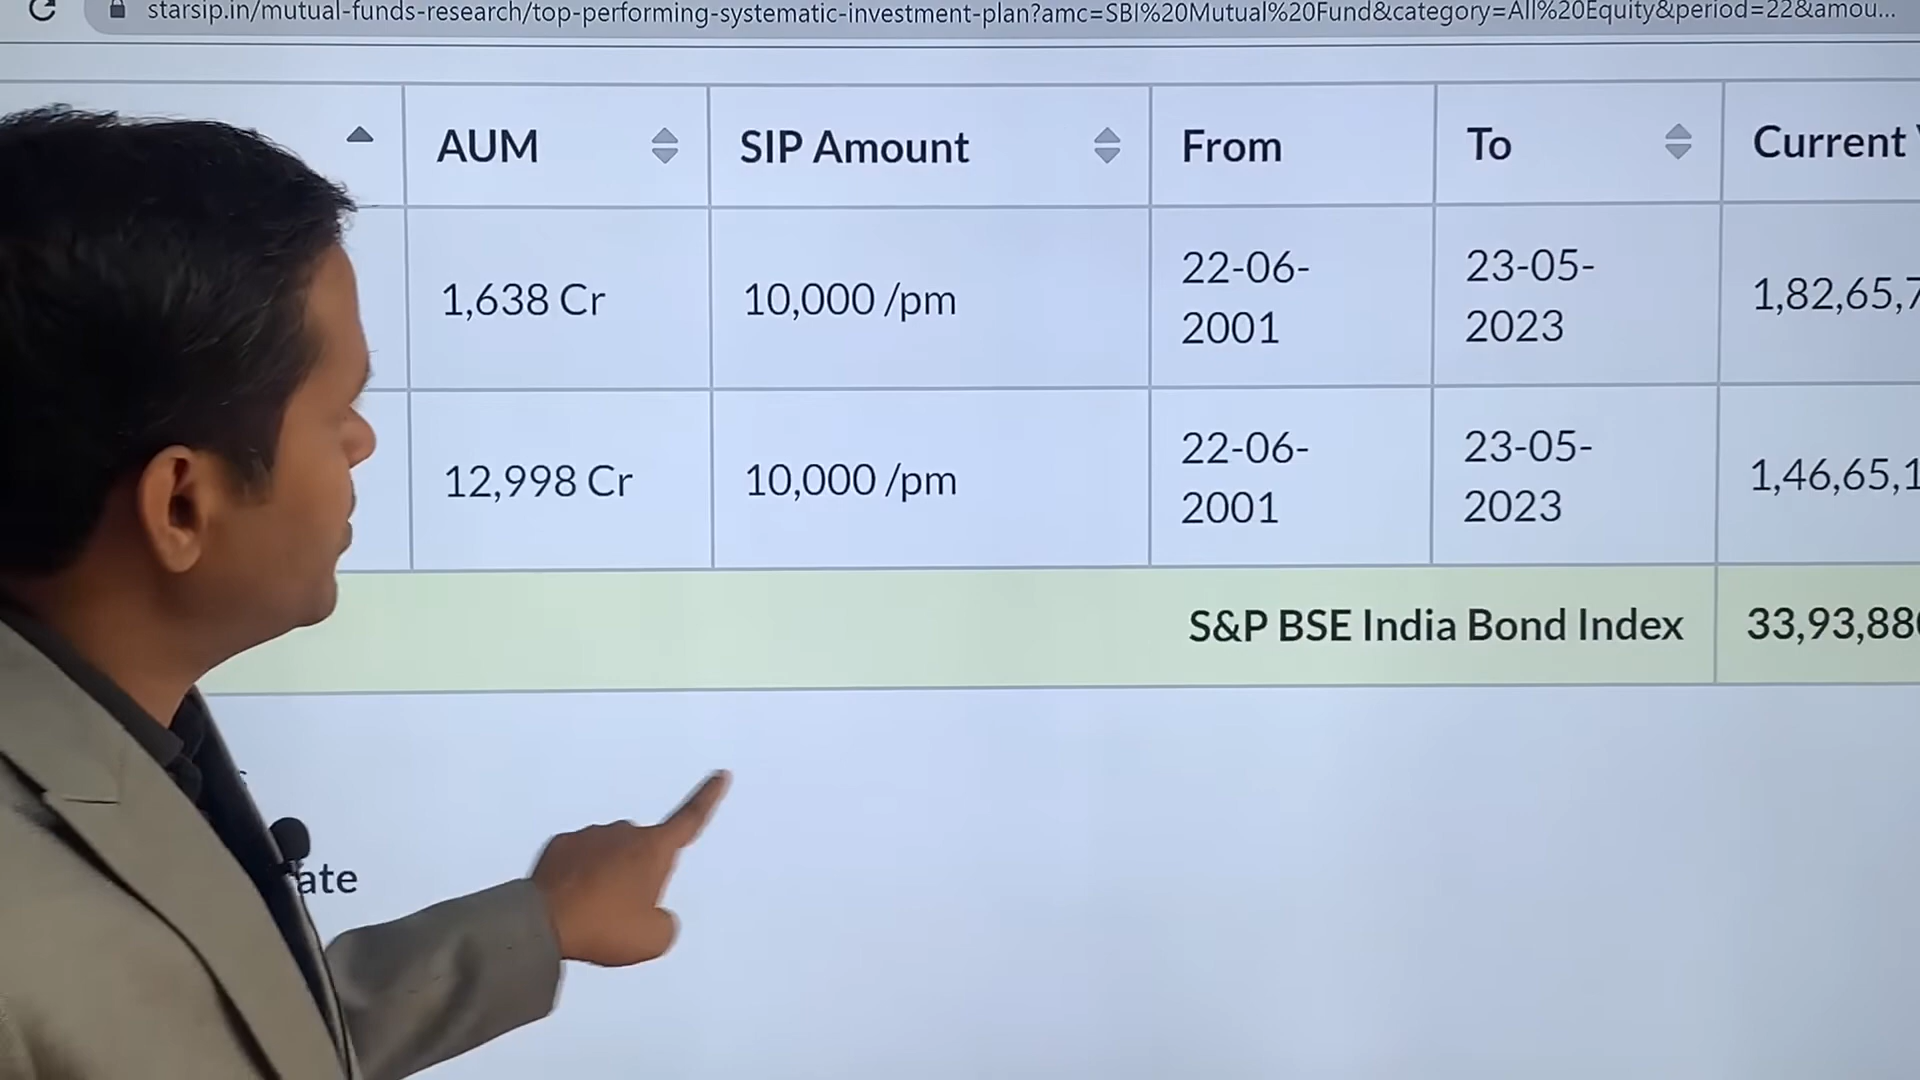 starsip.in/mutual-funds-research/top-performing-systematic-investment-plan?amc=SBI%20Mutual%20Fund&category=All%20Equity&period=22&amou...
AUM SIP Amount From To Current
1,638 Cr 10,000 /pm 22-06-2001 23-05-2023 1,82,65,7
12,998 Cr 10,000 /pm 22-06-2001 23-05-2023 1,46,65,1
S&P BSE India Bond Index 33,93,88
ate